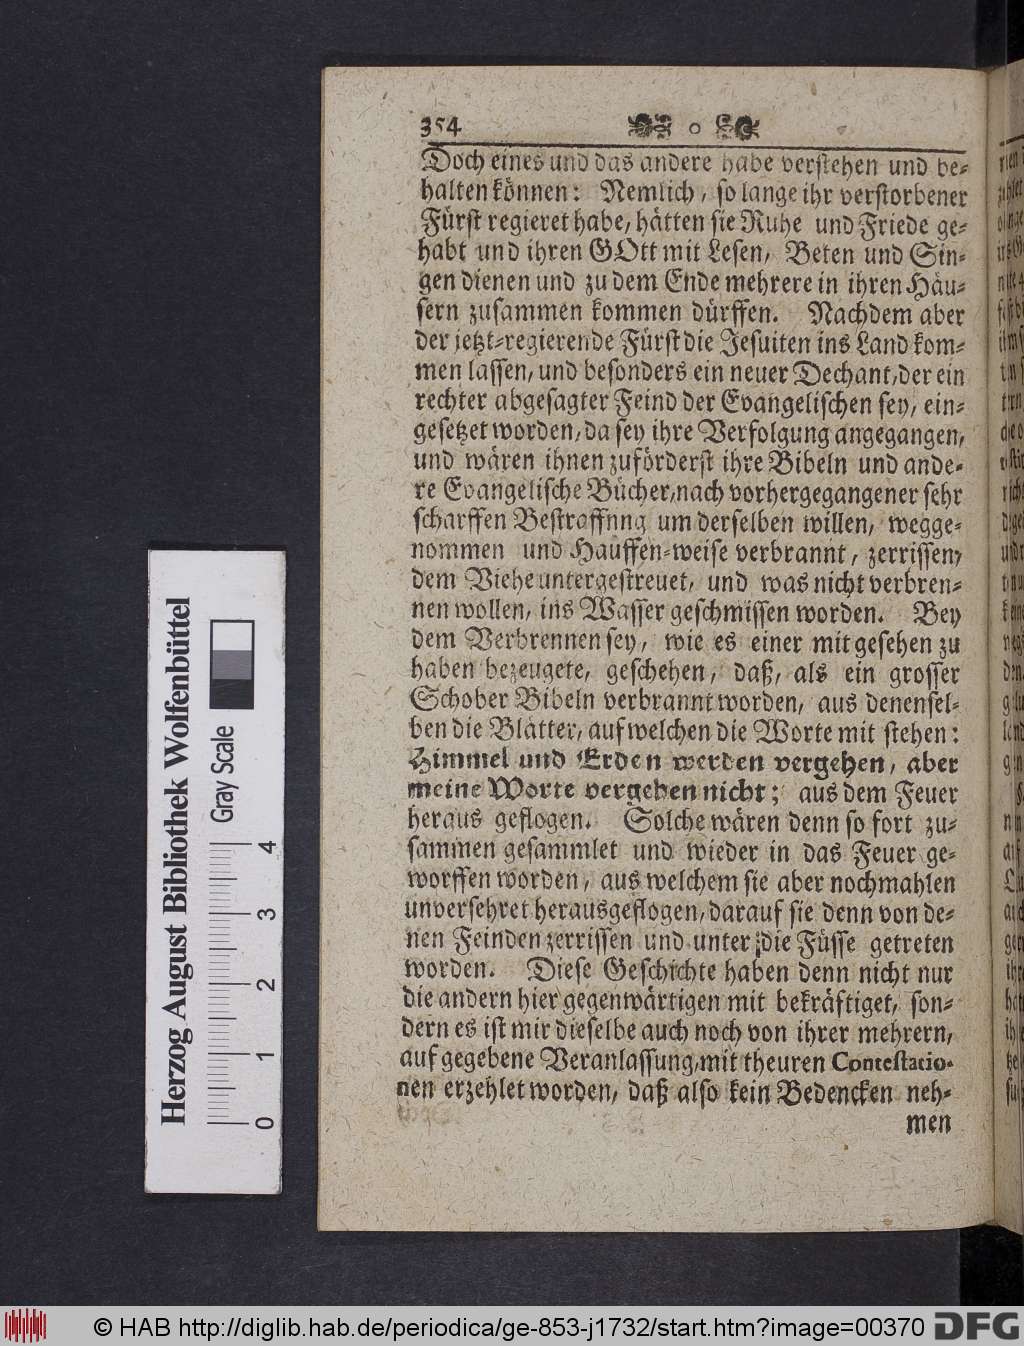 354
Doch eines und das andere habe verstehen und be-
halten können: Nemlich, so lange ihr verstorbener
Fürst regieret habe, hätten sie Ruhe und Friede ge-
habt und ihren GOtt mit Lesen, Beten und Sin-
gen dienen und zu dem Ende mehrere in ihren Häu-
sern zusammen kommen dürffen. Nachdem aber
der jetzt-regierende Fürst die Jesuiten ins Land kom-
men lassen, und besonders ein neuer Dechant, der ein
rechter abgesagter Feind der Evangelischen sey, ein-
gesetzet worden, da sey ihre Verfolgung angegangen,
und wären ihnen zuförderst ihre Bibeln und ande-
re Evangelische Bücher, nach vorhergegangener sehr
scharffen Bestraffnng um derselben willen, wegge-
nommen und Hauffen-weise verbrannt, zerrissen,
dem Viehe untergestreuet, und was nicht verbren-
nen wollen, ins Wasser geschmissen worden. Bey
dem Verbrennen sey, wie es einer mit gesehen zu
haben bezeugete, geschehen, daß, als ein grosser
Schober Bibeln verbrannt worden, aus denensel-
ben die Blätter, auf welchen die Worte mit stehen:
Himmel und Erden werden vergehen, aber
meine Worte vergehen nicht; aus dem Feuer
heraus geflogen. Solche wären denn so fort zu-
sammen gesammlet und wieder in das Feuer ge-
worffen worden, aus welchem sie aber nochmahlen
unversehret herausgeflogen, darauf sie denn von de-
nen Feinden zerrissen und unter die Füsse getreten
worden. Diese Geschichte haben denn nicht nur
die andern hier gegenwärtigen mit bekräftiget, son-
dern es ist mir dieselbe auch noch von ihrer mehrern,
auf gegebene Veranlassung, mit theuren Contestatio-
nen erzehlet worden, daß also kein Bedencken neh-
men
Herzog August Bibliothek Wolfenbüttel
Gray Scale
0 1 2 3 4
© HAB http://diglib.hab.de/periodica/ge-853-j1732/start.htm?image=00370
DFG